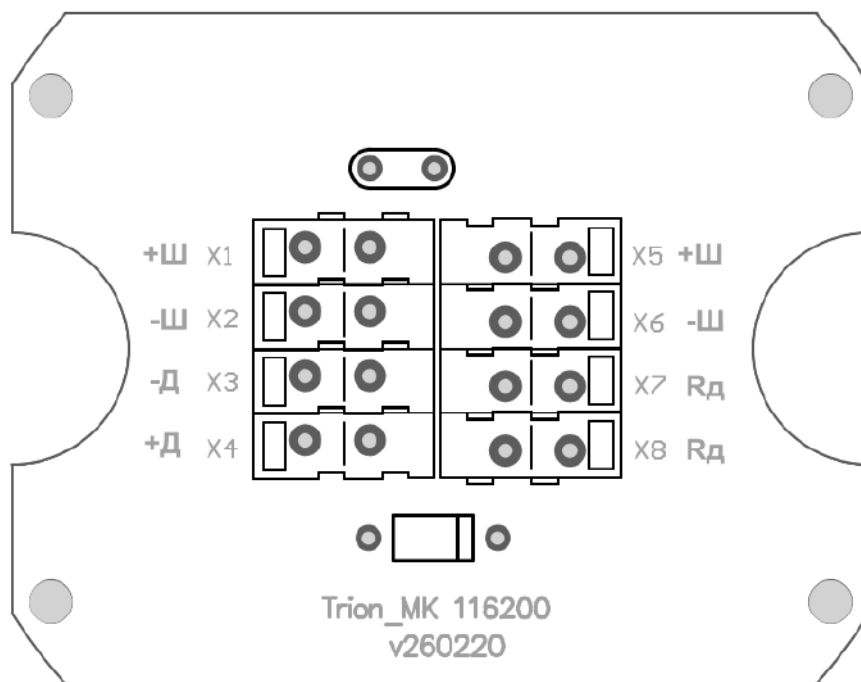 +Ш X1 X5 +Ш
-Ш X2 X6 -Ш
-Д X3 X7 Rд
+Д X4 X8 Rд
Trion_MK 116200
v260220